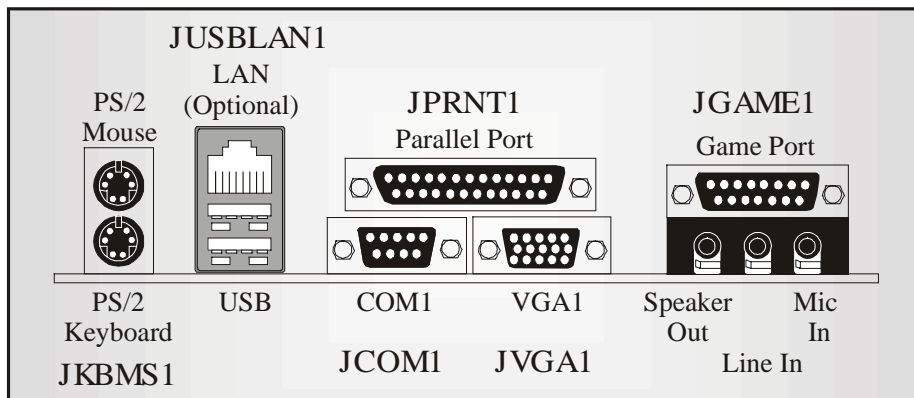 JUSBLAN1
LAN
(Optional)
PS/2
Mouse
JPRNT1
Parallel Port
JGAME1
Game Port
PS/2
Keyboard
JKBMS1
USB
COM1
JCOM1
VGA1
JVGA1
Speaker
Out
Line In
Mic
In